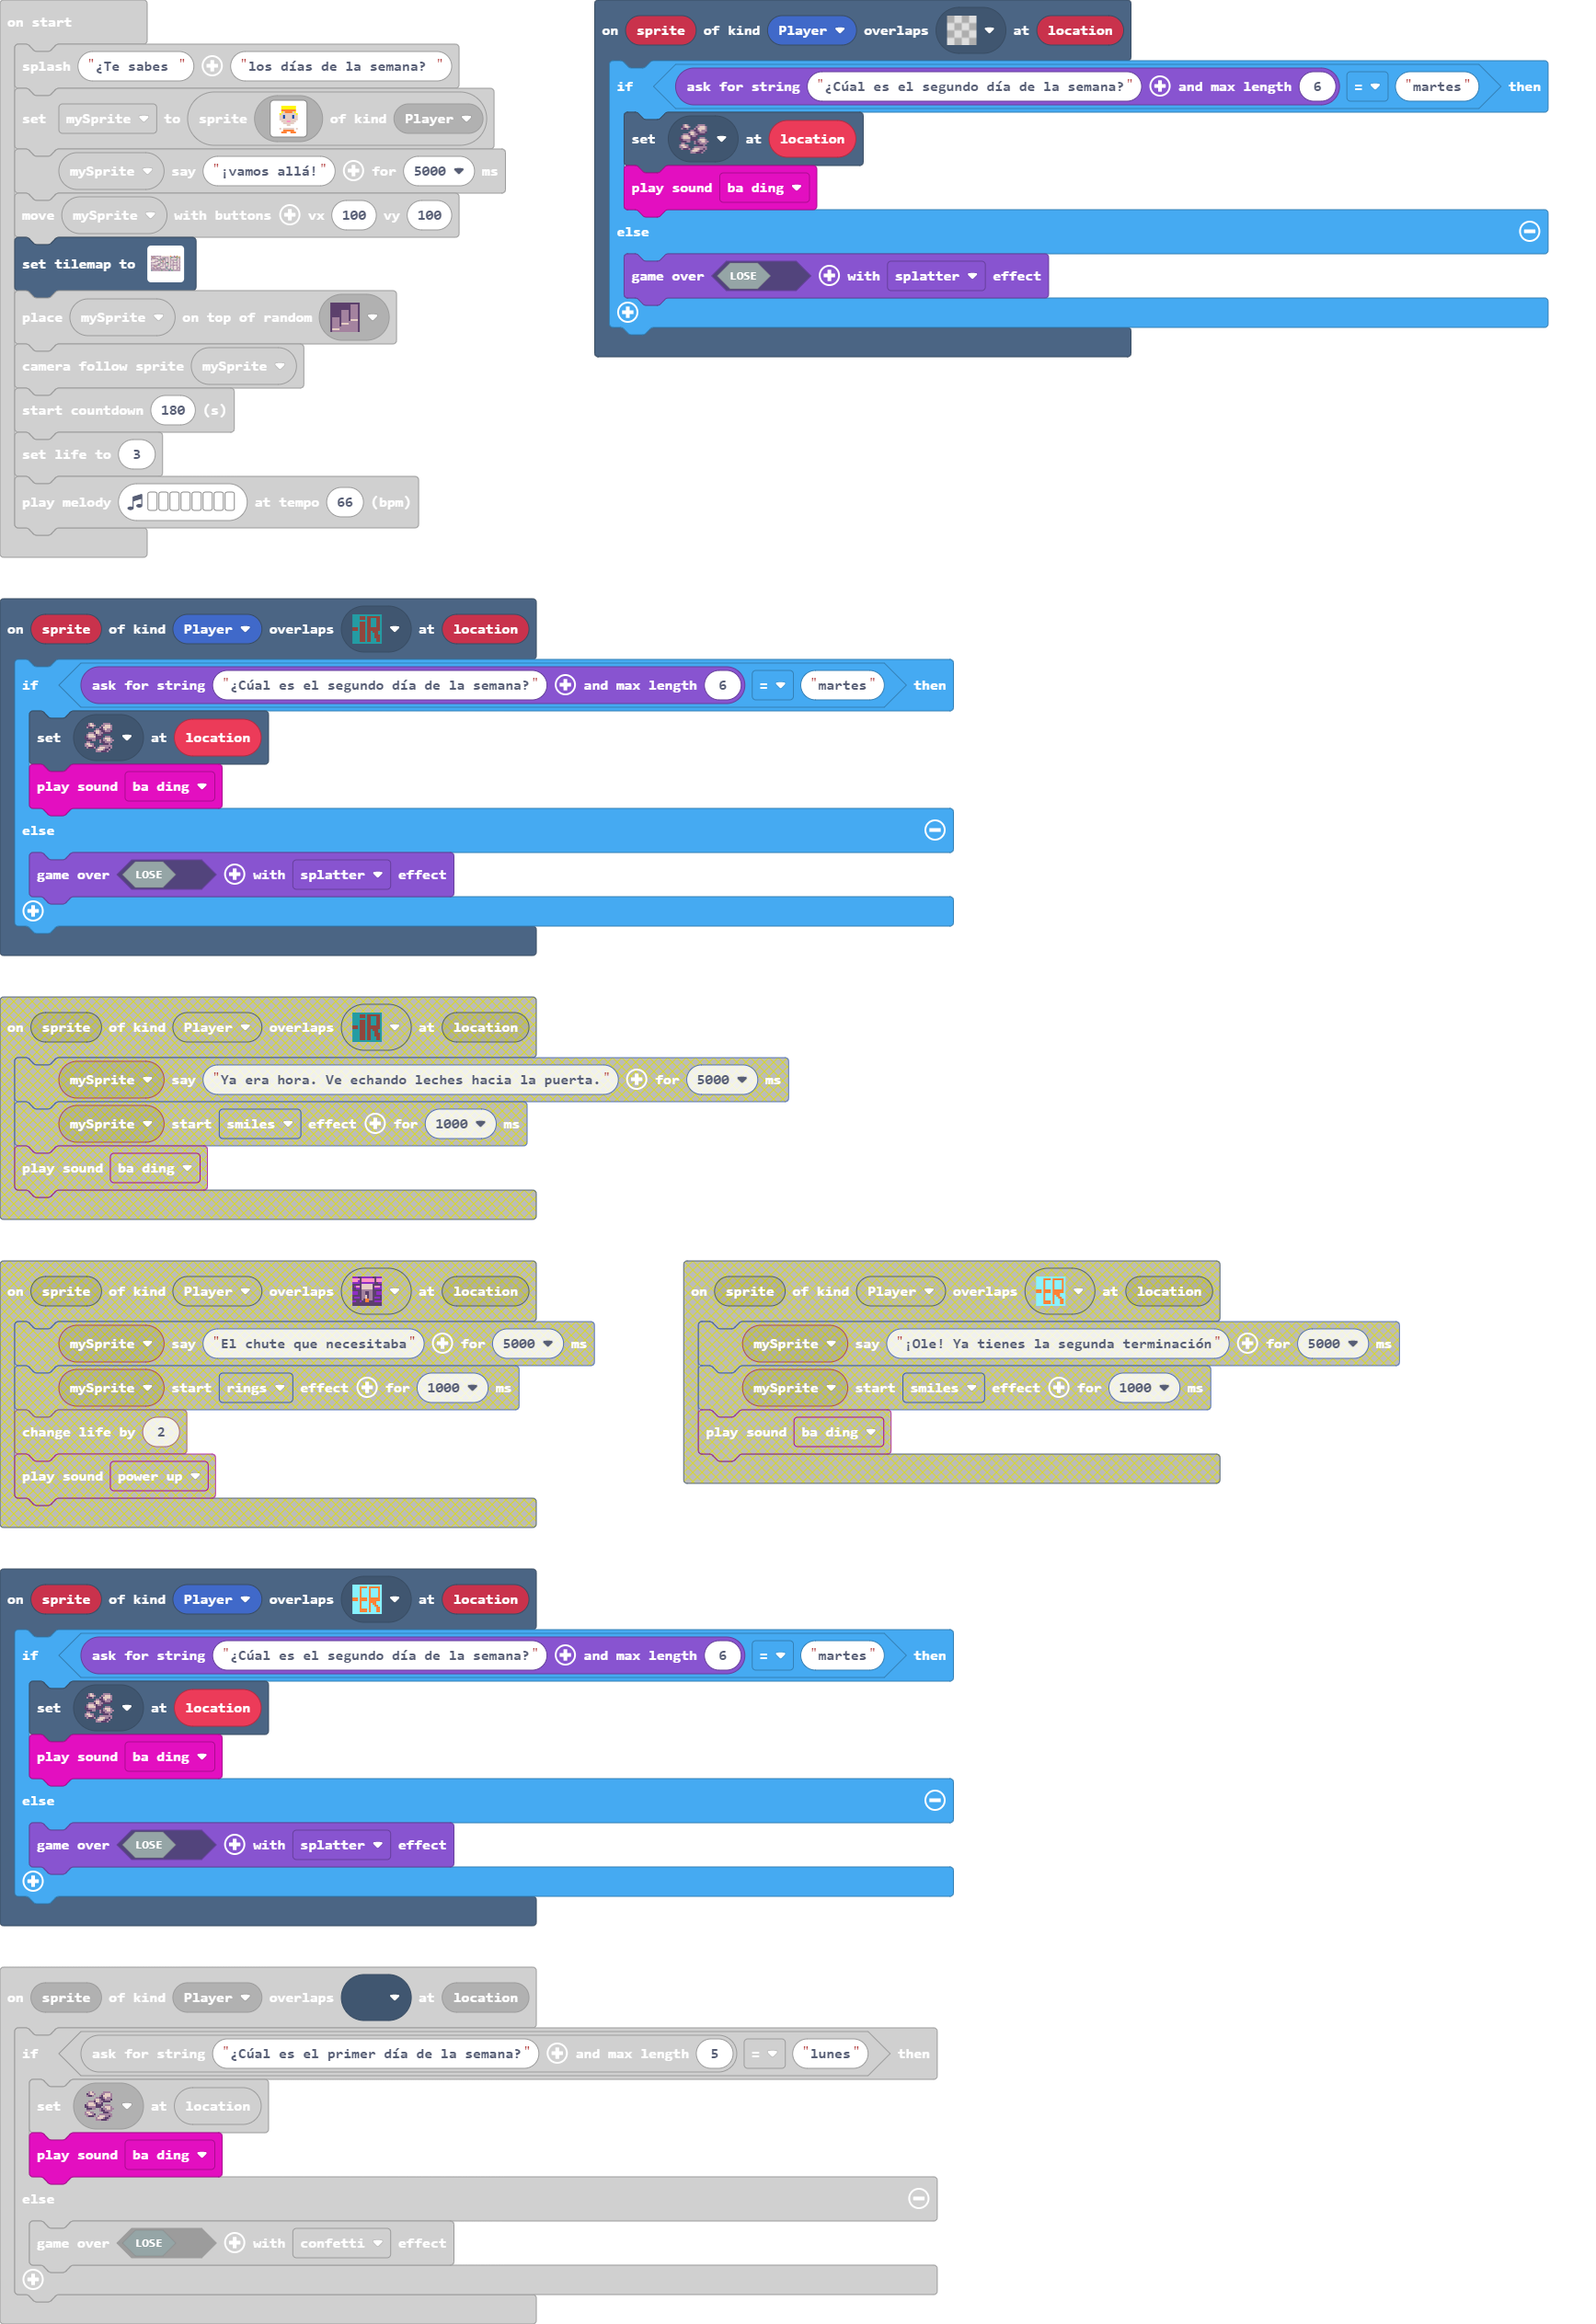 on start
splash "¿Te sabes " "los días de la semana? "
set mySprite to sprite of kind Player
mySprite say "¡vamos allá!" for 5000 ms
move mySprite with buttons vx 100 vy 100
set tilemap to
place mySprite on top of random
camera follow sprite mySprite
start countdown 180 (s)
set life to 3
play melody at tempo 66 (bpm)
on sprite of kind Player overlaps at location
if ask for string "¿Cúal es el segundo día de la semana?" and max length 6 = "martes" then
set at location
play sound ba ding
else
game over LOSE with splatter effect
on sprite of kind Player overlaps -iR at location
if ask for string "¿Cúal es el segundo día de la semana?" and max length 6 = "martes" then
set at location
play sound ba ding
else
game over LOSE with splatter effect
on sprite of kind Player overlaps -iR at location
mySprite say "Ya era hora. Ve echando leches hacia la puerta." for 5000 ms
mySprite start smiles effect for 1000 ms
play sound ba ding
on sprite of kind Player overlaps at location
mySprite say "El chute que necesitaba" for 5000 ms
mySprite start rings effect for 1000 ms
change life by 2
play sound power up
on sprite of kind Player overlaps -ER at location
mySprite say "¡Ole! Ya tienes la segunda terminación" for 5000 ms
mySprite start smiles effect for 1000 ms
play sound ba ding
on sprite of kind Player overlaps -ER at location
if ask for string "¿Cúal es el segundo día de la semana?" and max length 6 = "martes" then
set at location
play sound ba ding
else
game over LOSE with splatter effect
on sprite of kind Player overlaps at location
if ask for string "¿Cúal es el primer día de la semana?" and max length 5 = "lunes" then
set at location
play sound ba ding
else
game over LOSE with confetti effect